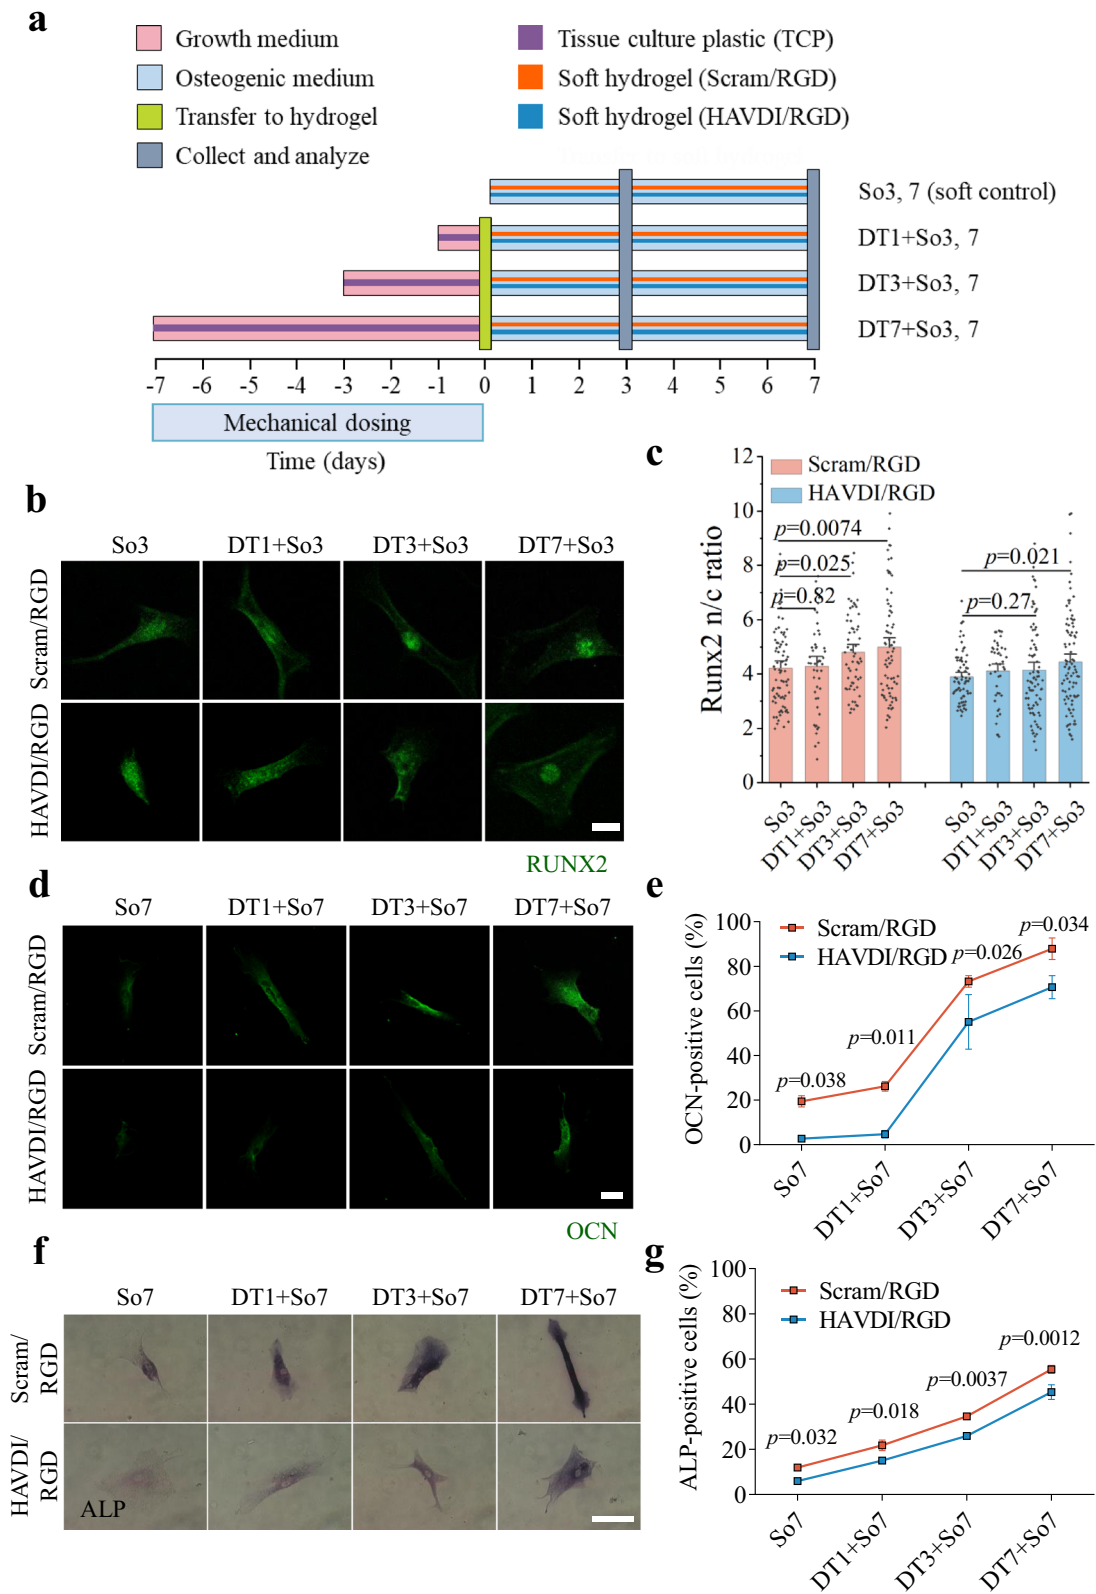 a
Growth medium
Osteogenic medium
Transfer to hydrogel
Collect and analyze
Tissue culture plastic (TCP)
Soft hydrogel (Scram/RGD)
Soft hydrogel (HAVDI/RGD)
So3, 7 (soft control)
DT1+So3, 7
DT3+So3, 7
DT7+So3, 7
-7 -6 -5 -4 -3 -2 -1 0 1 2 3 4 5 6 7
Mechanical dosing
Time (days)
b
So3 DT1+So3 DT3+So3 DT7+So3
Scram/RGD
HAVDI/RGD
RUNX2
c
Runx2 n/c ratio
12
10
8
6
4
2
0
Scram/RGD
HAVDI/RGD
p=0.0074
p=0.025
p=0.82
p=0.021
p=0.27
So3 DT1+So3 DT3+So3 DT7+So3 So3 DT1+So3 DT3+So3 DT7+So3
d
So7 DT1+So7 DT3+So7 DT7+So7
Scram/RGD
HAVDI/RGD
OCN
e
OCN-positive cells (%)
100
80
60
40
20
0
Scram/RGD
HAVDI/RGD
p=0.038
p=0.011
p=0.026
p=0.034
So7 DT1+So7 DT3+So7 DT7+So7
f
So7 DT1+So7 DT3+So7 DT7+So7
Scram/
RGD
HAVDI/
RGD
ALP
g
ALP-positive cells (%)
100
80
60
40
20
0
Scram/RGD
HAVDI/RGD
p=0.032
p=0.018
p=0.0037
p=0.0012
So7 DT1+So7 DT3+So7 DT7+So7